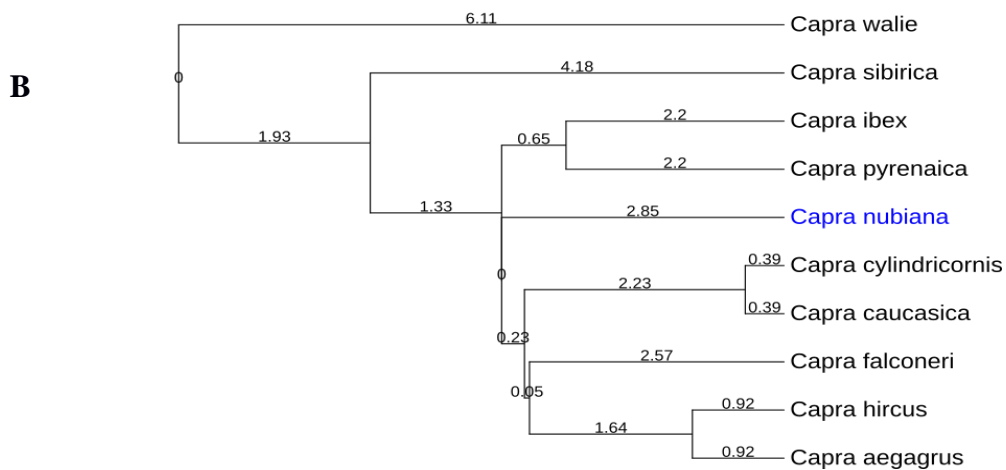 6.11
Capra walie
B
0
4.18
Capra sibirica
1.93
0.65
2.2
Capra ibex
2.2
Capra pyrenaica
1.33
2.85
Capra nubiana
0
0.39
Capra cylindricornis
2.23
0.39
Capra caucasica
0.23
2.57
Capra falconeri
0.05
0.92
Capra hircus
1.64
0.92
Capra aegagrus